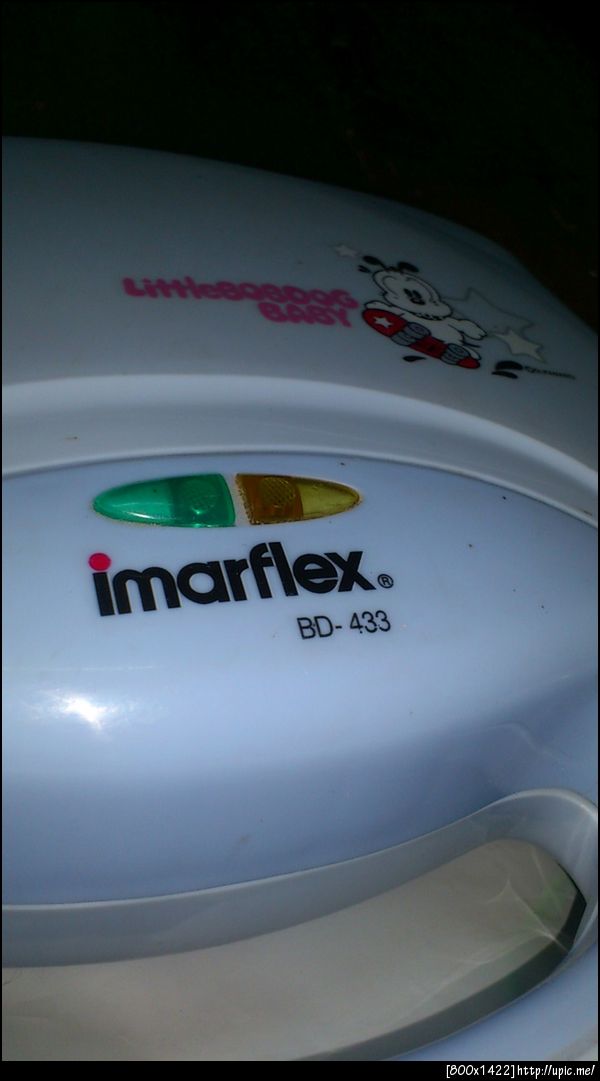 LittleBOBDOG
BABY
imarflex®
BD-433
[800x1422]http://upic.me/